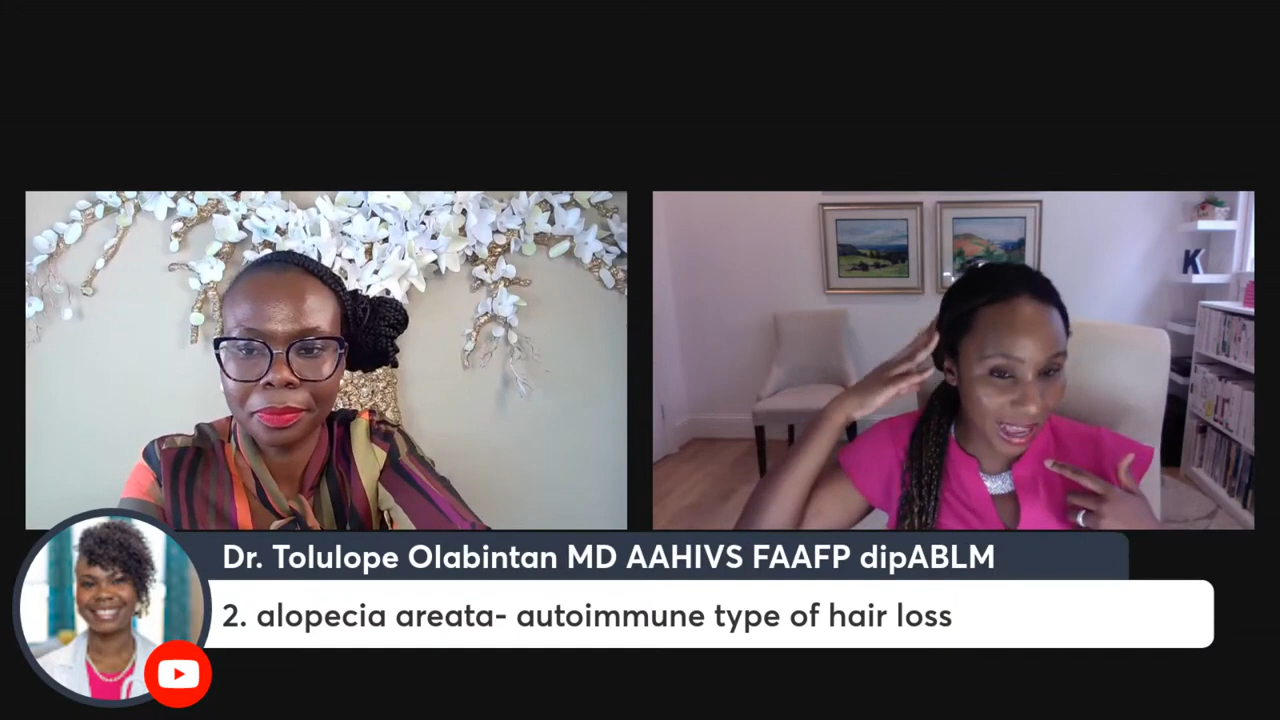 K
Dr. Tolulope Olabintan MD AAHIVS FAAFP dipABLM
2. alopecia areata- autoimmune type of hair loss